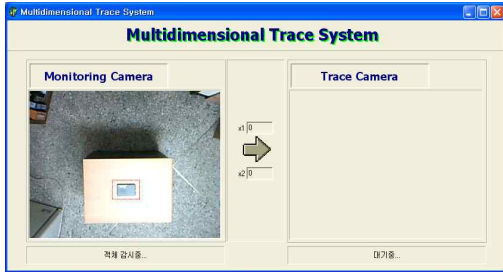 Multidimensional Trace System
Multidimensional Trace System
Monitoring Camera
Trace Camera
x1 0
x2 0
객체 감시중...
대기중...